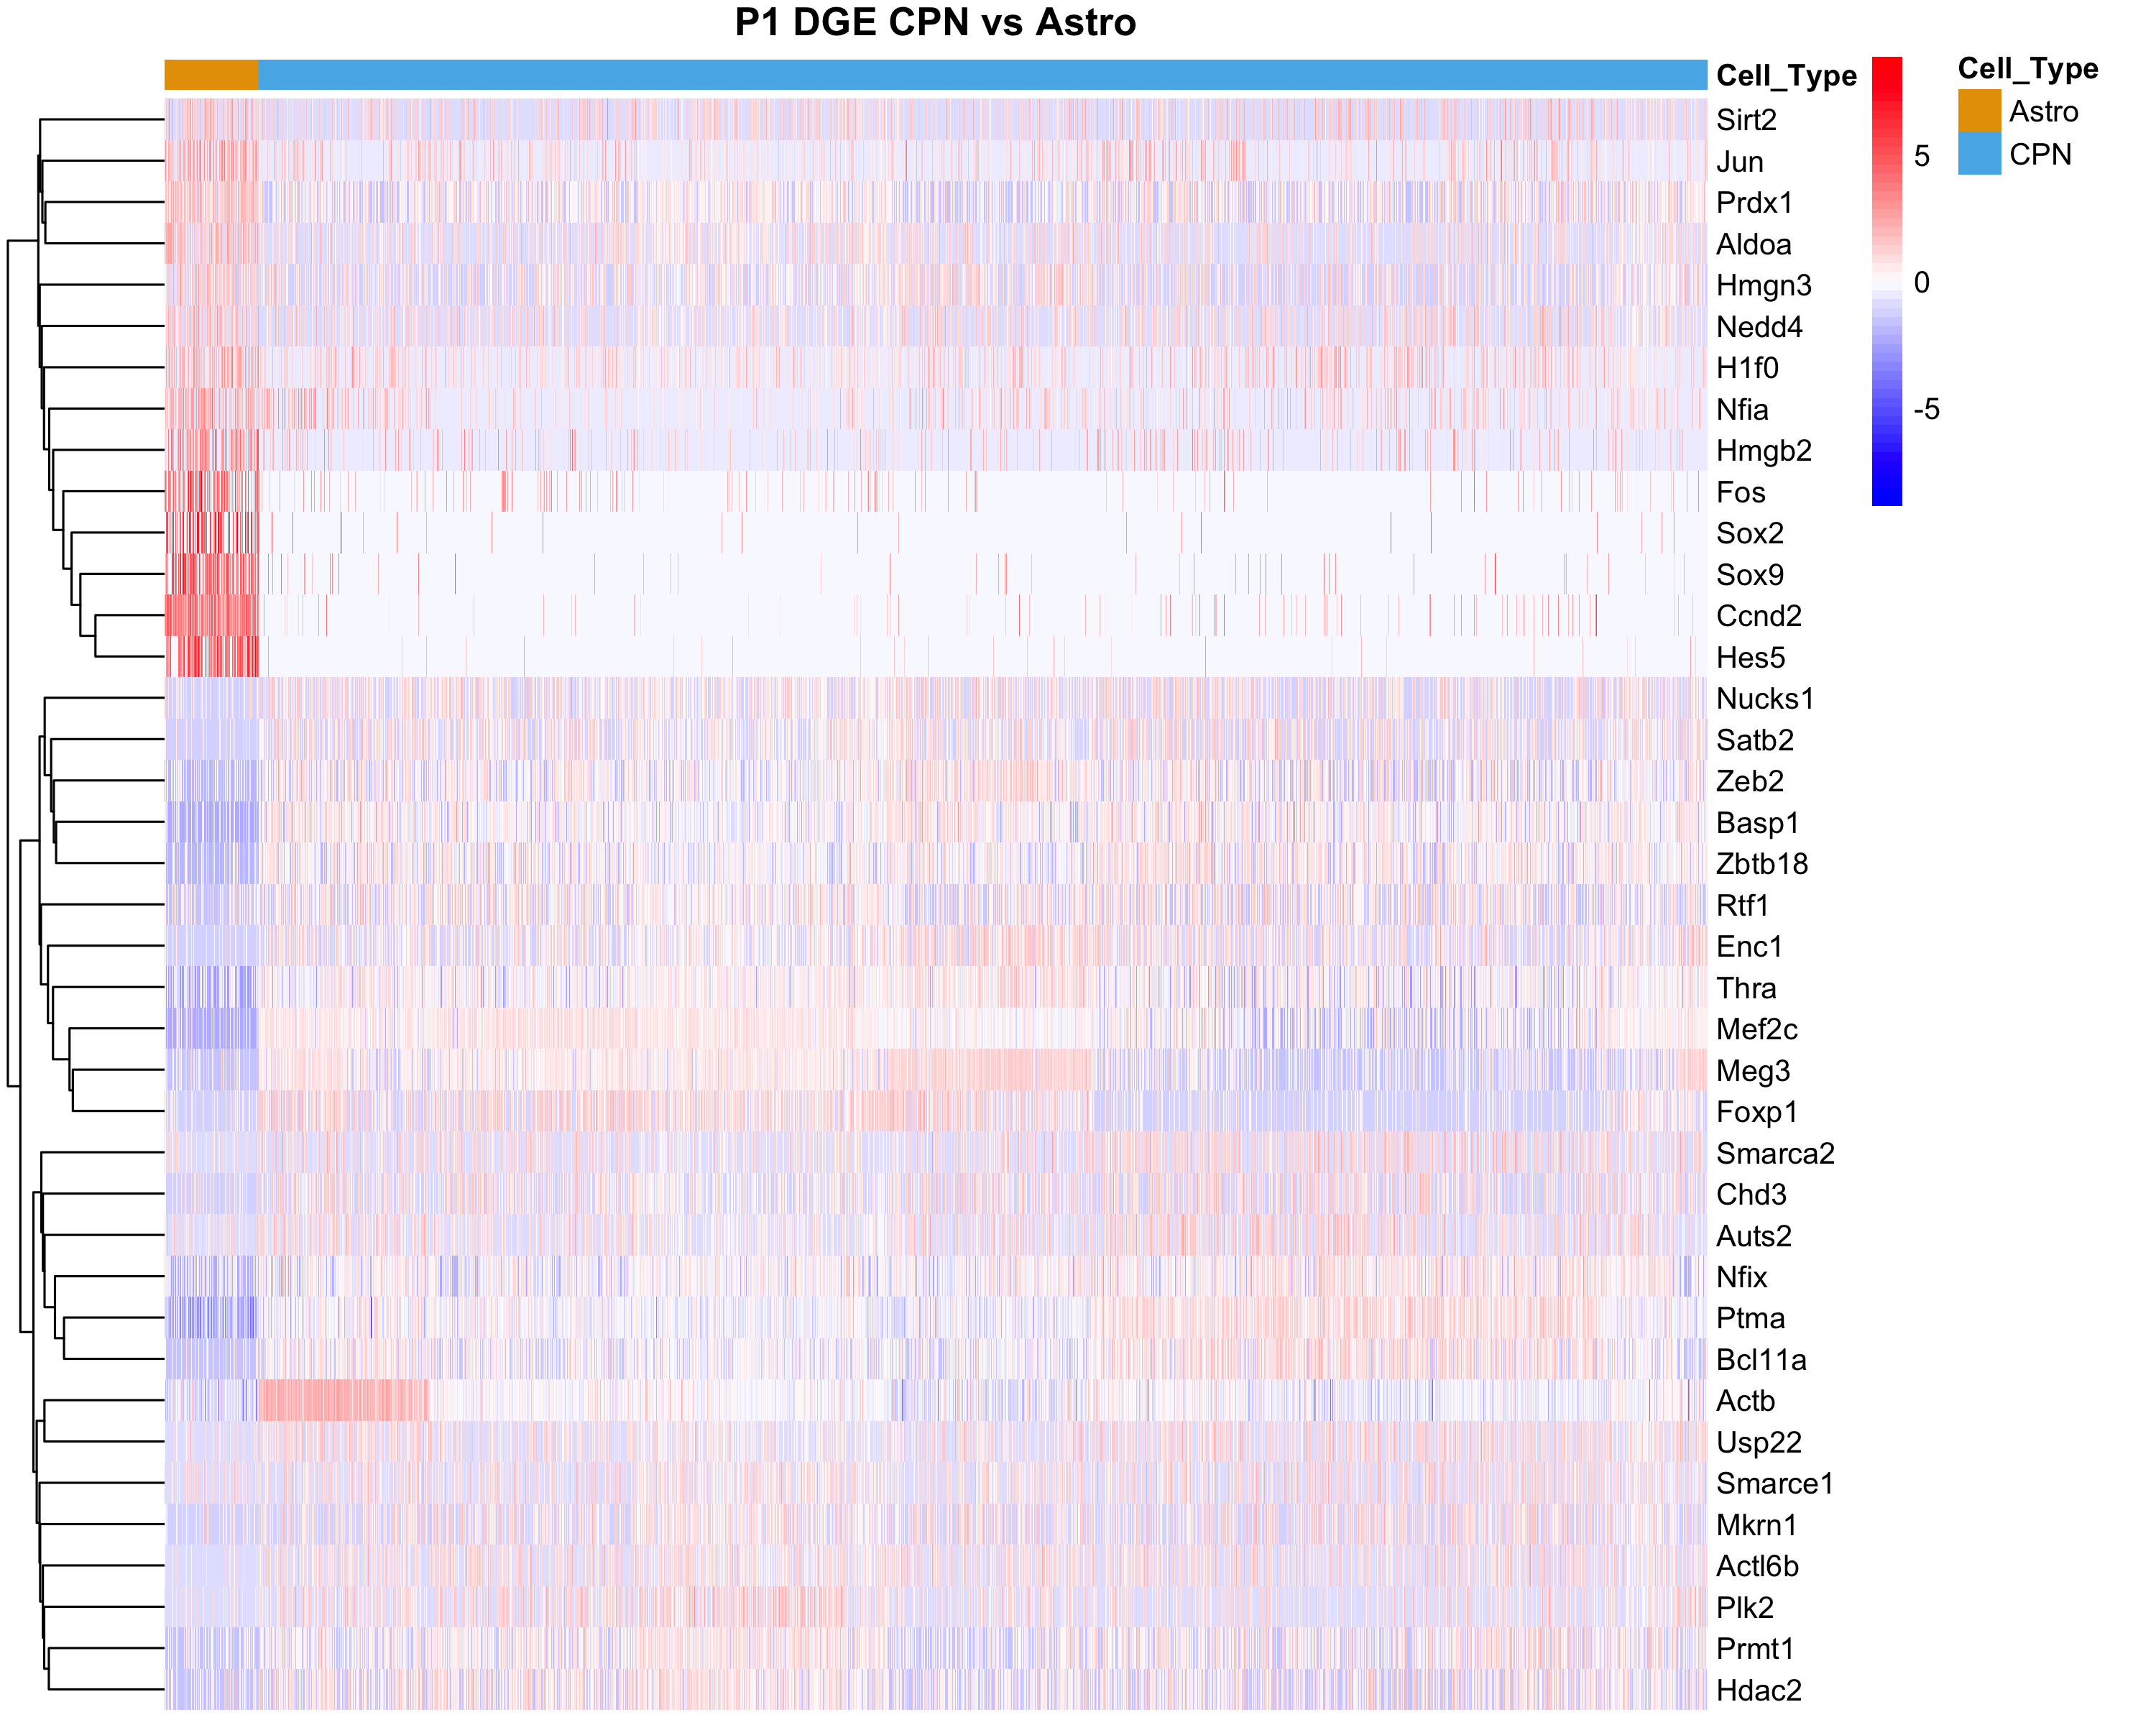 P1 DGE CPN vs Astro
Cell_Type
Sirt2
Jun
Prdx1
Aldoa
Hmgn3
Nedd4
H1f0
Nfia
Hmgb2
Fos
Sox2
Sox9
Ccnd2
Hes5
Nucks1
Satb2
Zeb2
Basp1
Zbtb18
Rtf1
Enc1
Thra
Mef2c
Meg3
Foxp1
Smarca2
Chd3
Auts2
Nfix
Ptma
Bcl11a
Actb
Usp22
Smarce1
Mkrn1
Actl6b
Plk2
Prmt1
Hdac2
5
0
-5
Cell_Type
Astro
CPN